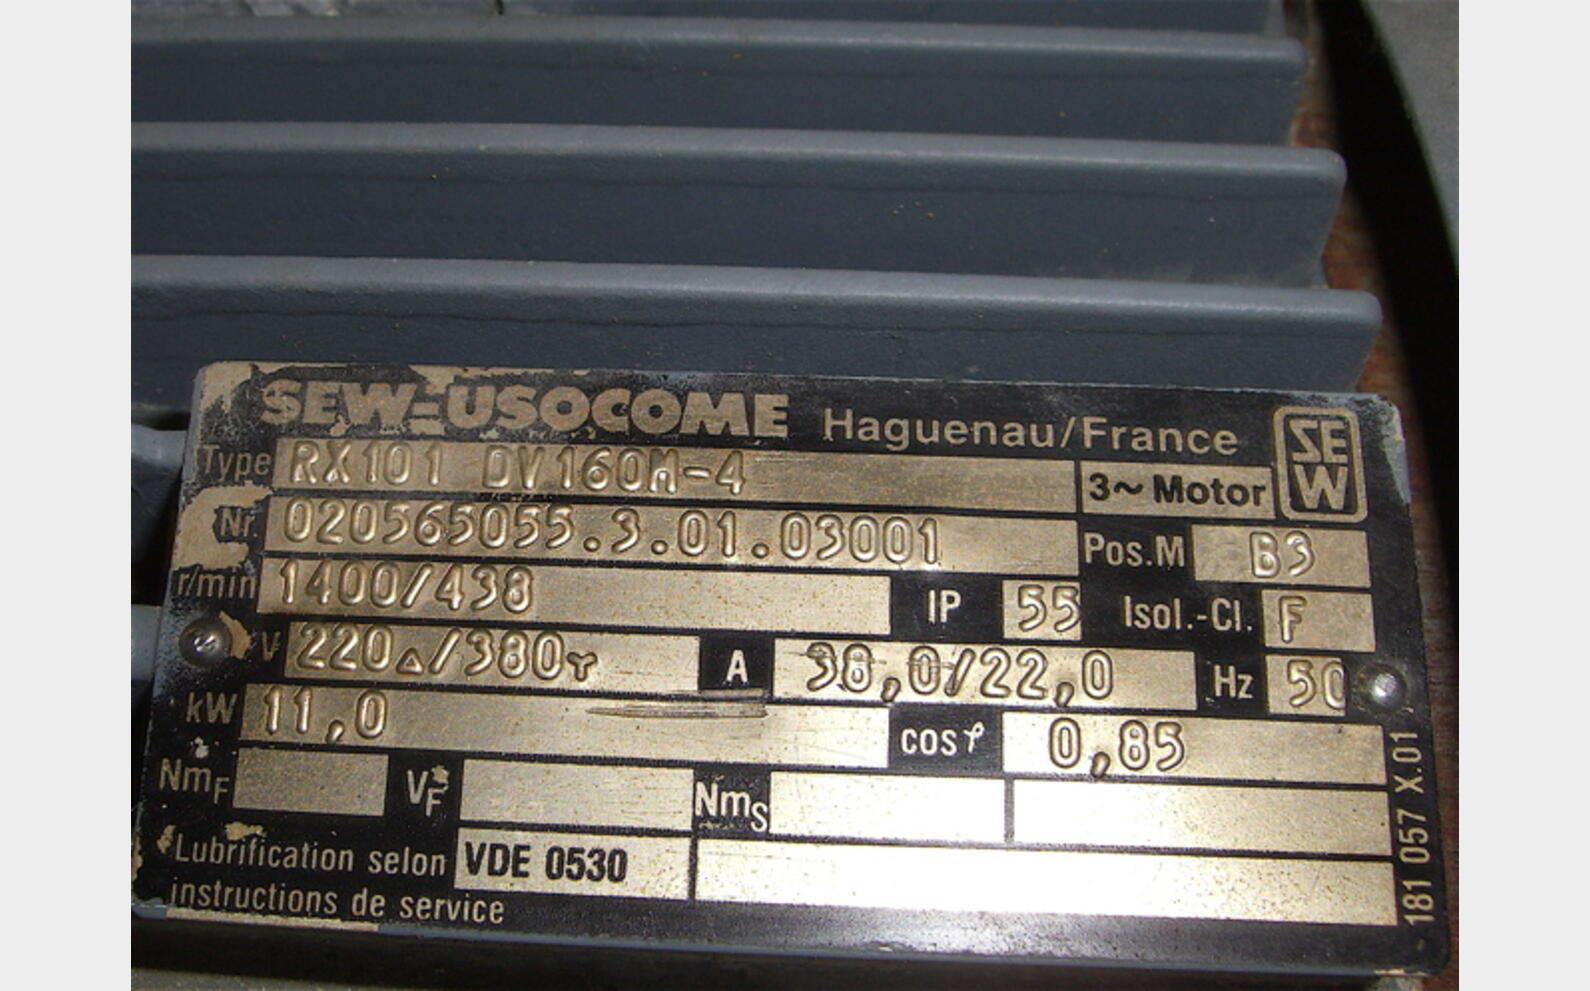 SEW-USOCOME Haguenau/France SEW
Type RX101 DV160M-4 3~ Motor
Nr. 020565055.3.01.03001 Pos.M B3
r/min 1400/438 IP 55 Isol.-Cl. F
V 220△/380Y A 38,0/22,0 Hz 50
kW 11,0 cosφ 0,85
NmF VF NmS
Lubrification selon VDE 0530
instructions de service
181 057 X.01